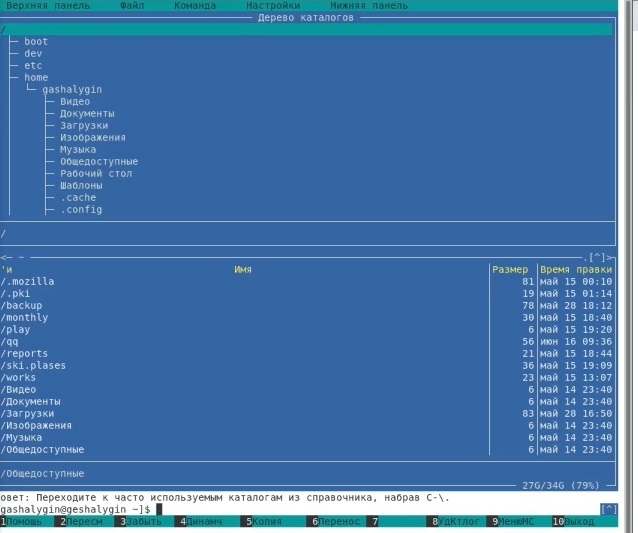 Верхняя панель Файл Команда Настройки Нижняя панель
Дерево каталогов
/
boot
dev
etc
home
gashalygin
Видео
Документы
Загрузки
Изображения
Музыка
Общедоступные
Рабочий стол
Шаблоны
.cache
.config
/
<— ~ .[^]>
'и Имя Размер Время правки
/.mozilla 81 май 15 00:10
/.pki 19 май 15 01:14
/backup 78 май 28 18:12
/monthly 30 май 15 18:40
/play 6 май 15 19:20
/qq 56 июн 16 09:36
/reports 21 май 15 18:44
/ski.plases 36 май 15 19:09
/works 23 май 15 13:07
/Видео 6 май 14 23:40
/Документы 6 май 14 23:40
/Загрузки 83 май 28 16:50
/Изображения 6 май 14 23:40
/Музыка 6 май 14 23:40
/Общедоступные 6 май 14 23:40
/Общедоступные
27G/34G (79%)
овет: Переходите к часто используемым каталогам из справочника, набрав C-\.
gashalygin@geshalygin ~]$ [^]
1Помощь 2Пересм 3Забыть 4Динамч 5Копия 6Перенос 7 8УдКтлог 9МенюMC 10Выход